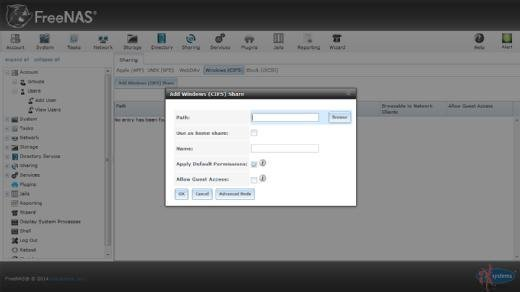 FreeNAS®
Account System Tasks Network Storage Directory Sharing Services Plugins Jails Reporting Wizard Help Alert
expand all collapse all
Sharing
Account
Groups
Users
Add User
View Users
System
Tasks
Network
Storage
Directory Service
Sharing
Services
Plugins
Jails
Reporting
Wizard
Display System Processes
Shell
Log Out
Reboot
Apple (AFP) UNIX (NFS) WebDAV Windows (CIFS) Block (iSCSI)
Add Windows (CIFS) Share
Path Browsable to Network Clients Allow Guest Access
No entry has been
Add Windows (CIFS) Share
Path: Browse
Use as home share:
Name:
Apply Default Permissions:
Allow Guest Access:
OK Cancel Advanced Mode
FreeNAS® © 2014
systems